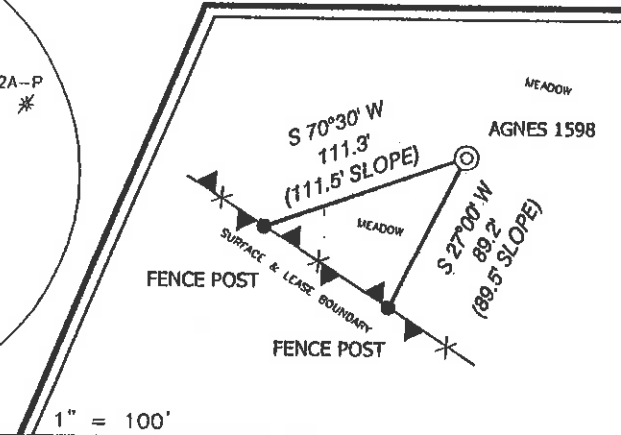 2A-P
MEADOW
AGNES 1598
S 70°30' W
111.3'
(111.5' SLOPE)
S 27°00' W
89.2'
(89.5' SLOPE)
MEADOW
SURFACE & LEASE BOUNDARY
FENCE POST
FENCE POST
1" = 100'